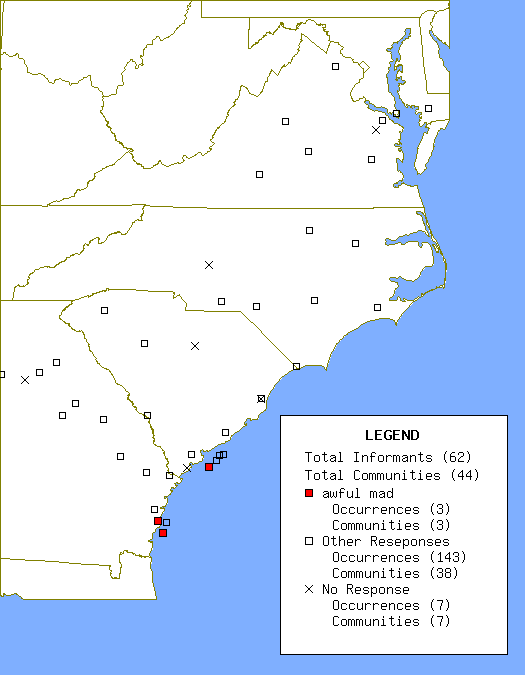 LEGEND
Total Informants (62)
Total Communities (44)
awful mad
Occurrences (3)
Communities (3)
Other Reseponses
Occurrences (143)
Communities (38)
No Response
Occurrences (7)
Communities (7)